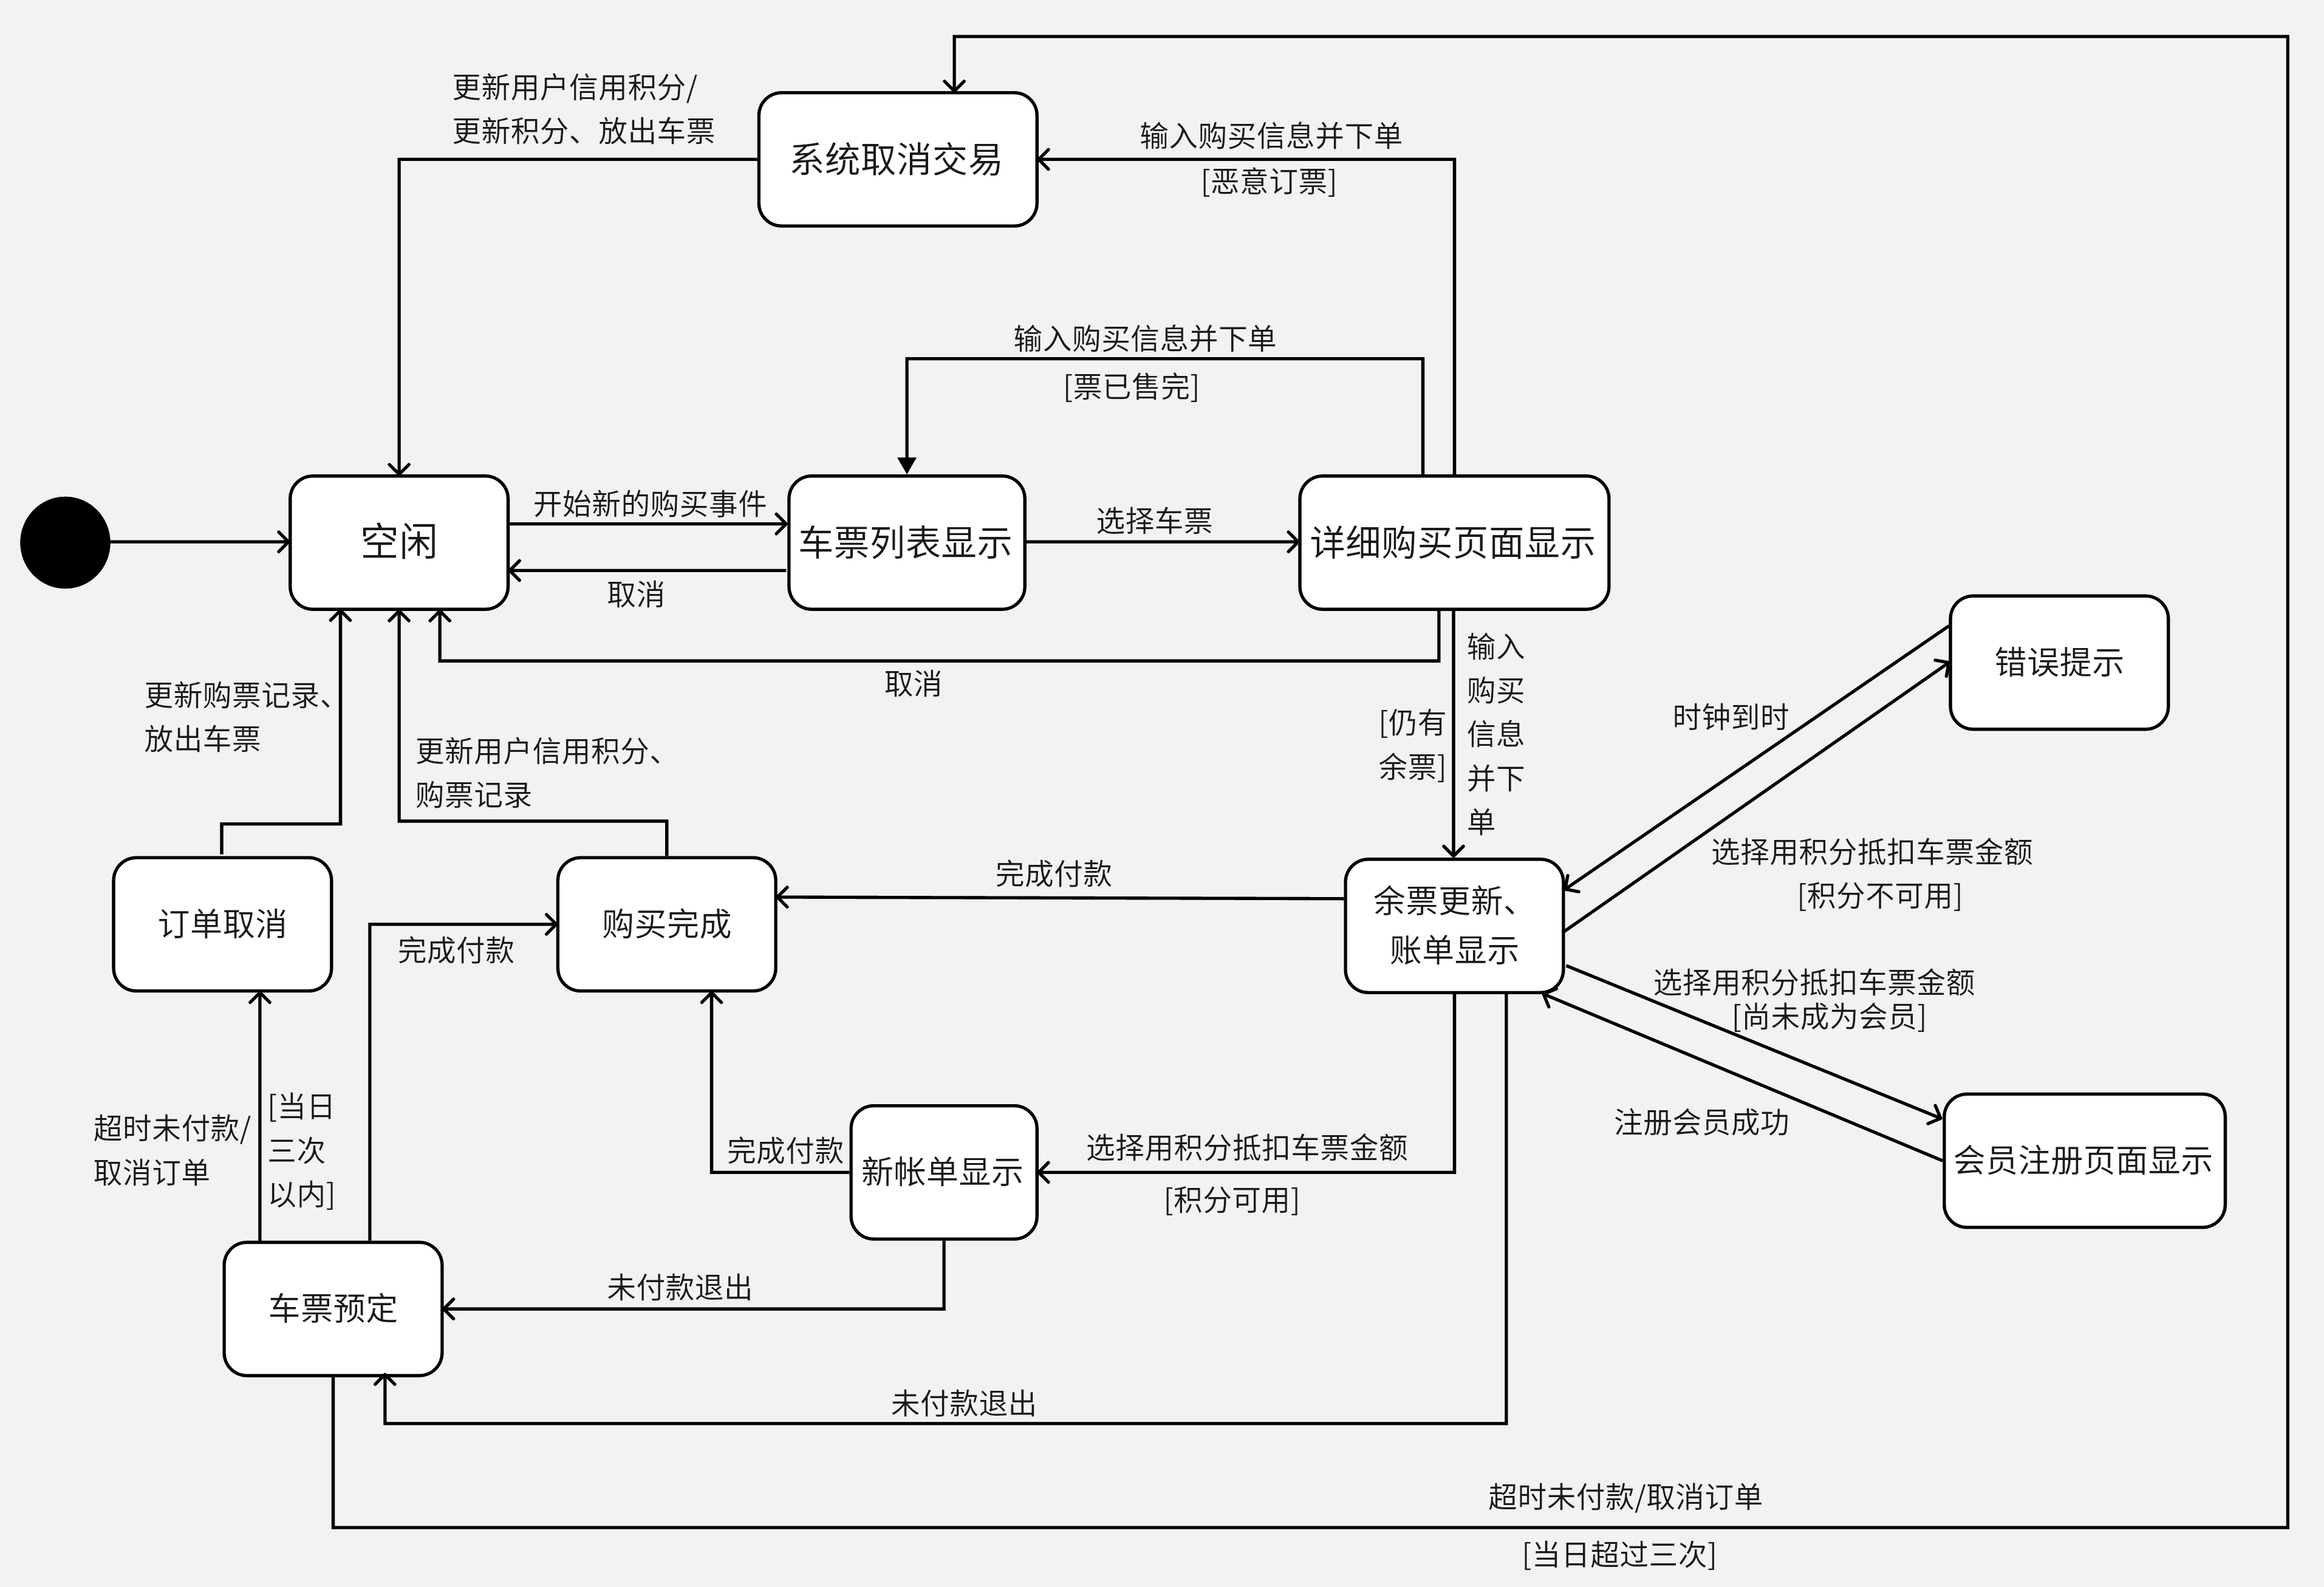 更新用户信用积分/
更新积分、放出车票
系统取消交易
输入购买信息并下单
[恶意订票]
输入购买信息并下单
[票已售完]
空闲
开始新的购买事件
取消
车票列表显示
选择车票
详细购买页面显示
取消
输入
购买
信息
并下
单
[仍有
余票]
错误提示
时钟到时
更新购票记录、
放出车票
更新用户信用积分、
购票记录
选择用积分抵扣车票金额
[积分不可用]
订单取消
完成付款
购买完成
完成付款
余票更新、
账单显示
选择用积分抵扣车票金额
[尚未成为会员]
超时未付款/
取消订单
[当日
三次
以内]
完成付款
新帐单显示
选择用积分抵扣车票金额
[积分可用]
注册会员成功
会员注册页面显示
车票预定
未付款退出
未付款退出
超时未付款/取消订单
[当日超过三次]